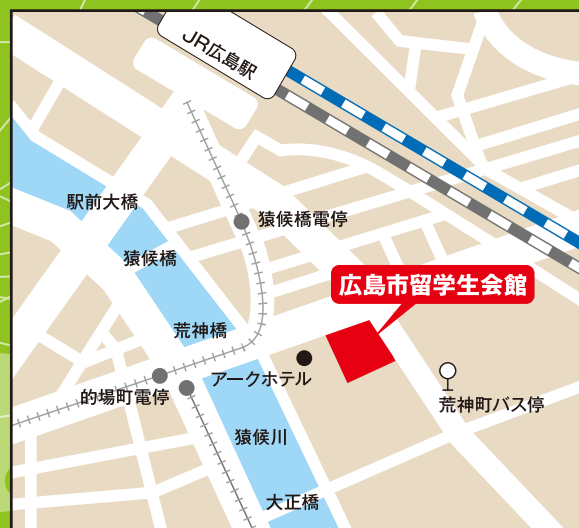 JR広島駅
駅前大橋
猿候橋電停
猿候橋
広島市留学生会館
荒神橋
アークホテル
的場町電停
荒神町バス停
猿候川
大正橋